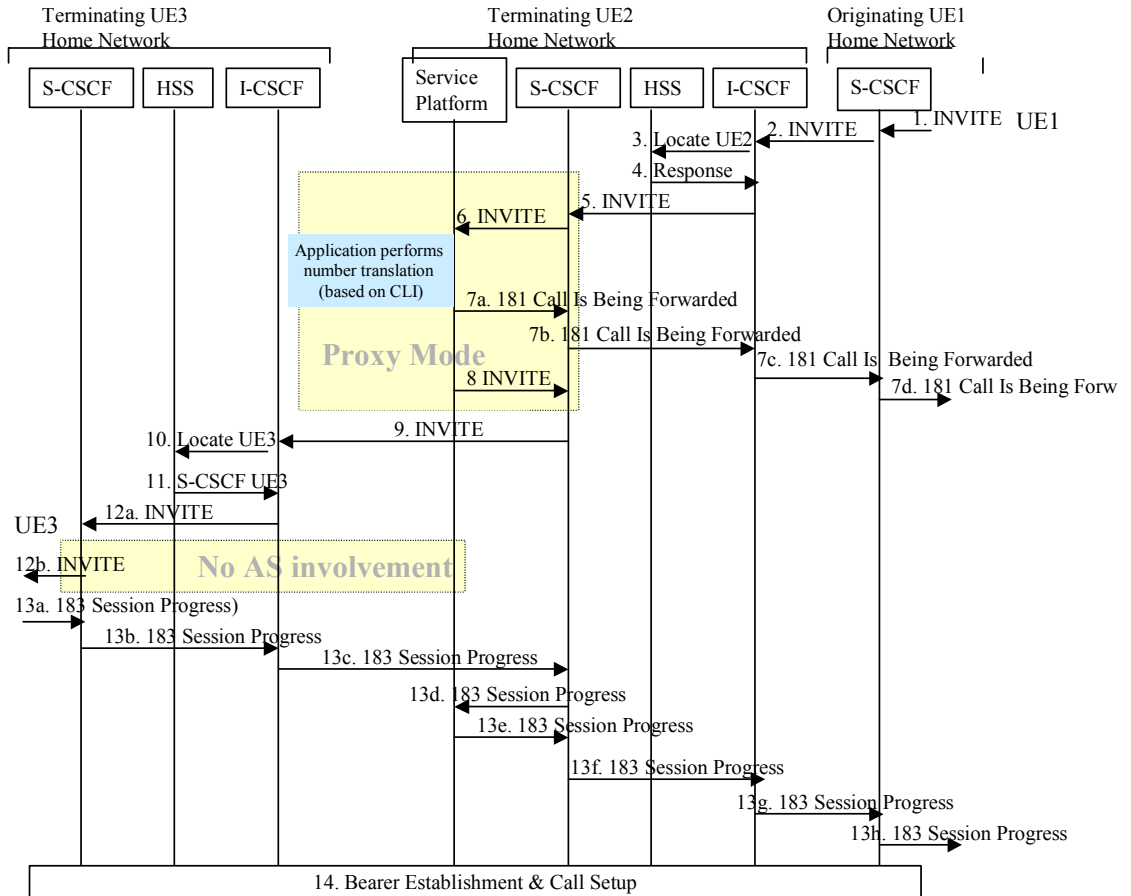 Terminating UE3
Home Network
Terminating UE2
Home Network
Originating UE1
Home Network
S-CSCF
HSS
I-CSCF
Service
Platform
S-CSCF
HSS
I-CSCF
S-CSCF
1. INVITE
UE1
2. INVITE
3. Locate UE2
4. Response
5. INVITE
6. INVITE
Application performs
number translation
(based on CLI)
7a. 181 Call Is Being Forwarded
7b. 181 Call Is Being Forwarded
Proxy Mode
7c. 181 Call Is Being Forwarded
8 INVITE
7d. 181 Call Is Being Forw
9. INVITE
10. Locate UE3
11. S-CSCF UE3
12a. INVITE
UE3
12b. INVITE
No AS involvement
13a. 183 Session Progress)
13b. 183 Session Progress
13c. 183 Session Progress
13d. 183 Session Progress
13e. 183 Session Progress
13f. 183 Session Progress
13g. 183 Session Progress
13h. 183 Session Progress
14. Bearer Establishment & Call Setup